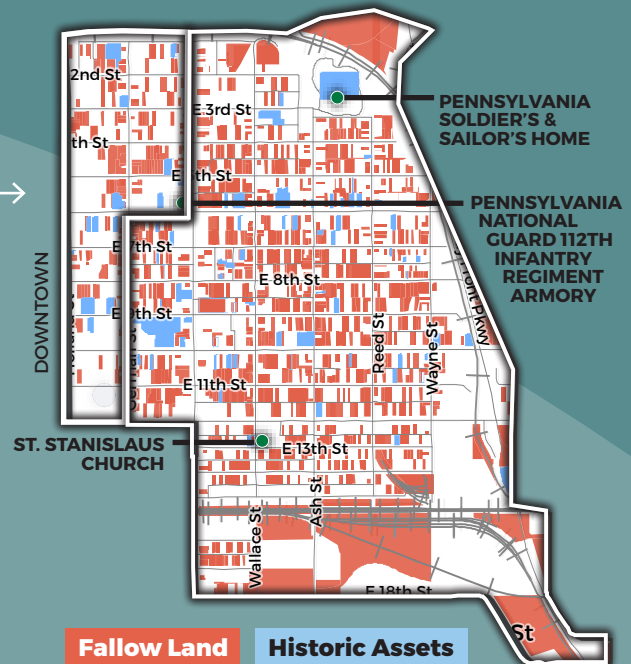 2nd St
E 3rd St
PENNSYLVANIA
SOLDIER'S &
SAILOR'S HOME
th St
E 6th St
PENNSYLVANIA
NATIONAL
GUARD 112TH
INFANTRY
REGIMENT
ARMORY
E 7th St
E 8th St
DOWNTOWN
E 9th St
Reed St
Wayne St
Pkwy
E 11th St
ST. STANISLAUS
CHURCH
E 13th St
Wallace St
Ash St
E 18th St
St
Fallow Land
Historic Assets